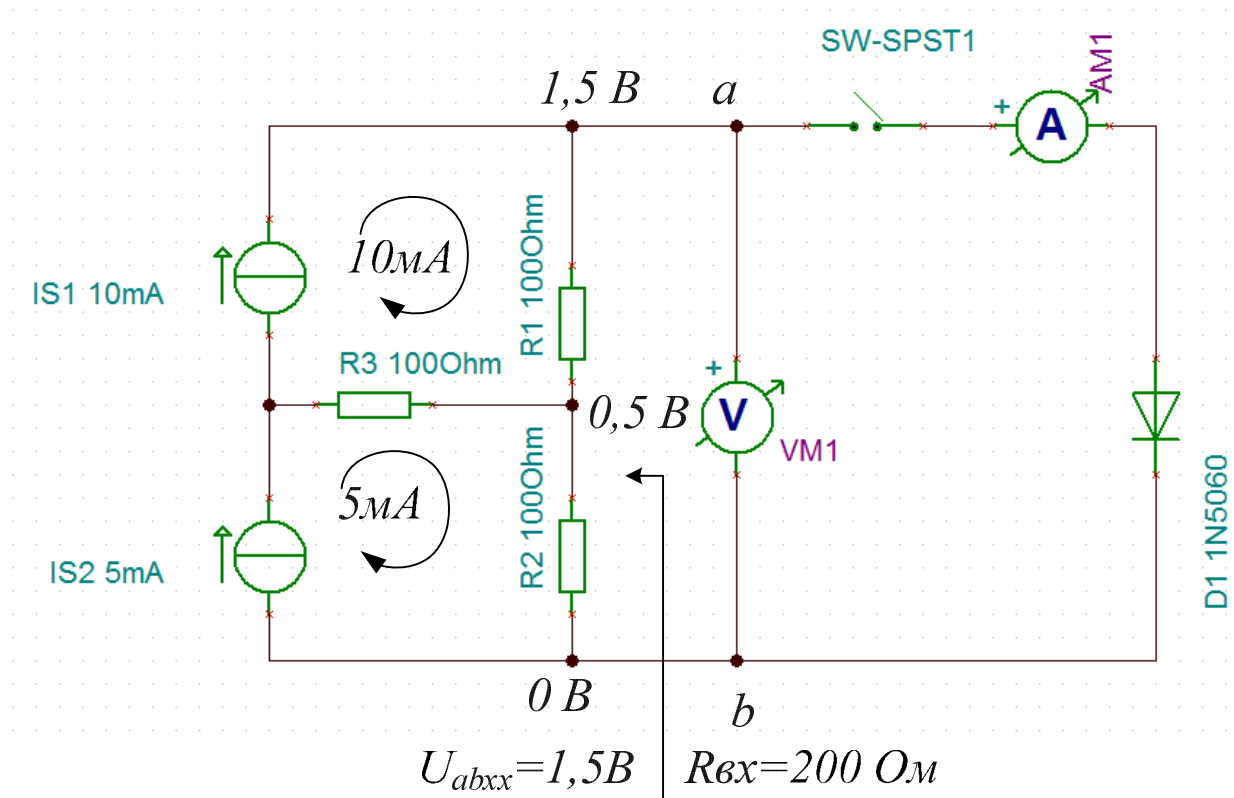 SW-SPST1
AM1
1,5 В
a
+
A
10мА
R1 100Ohm
IS1 10mA
R3 100Ohm
0,5 В
+
V
VM1
5мА
R2 100Ohm
IS2 5mA
D1 1N5060
0 В
b
Uabxx=1,5В
Rвх=200 Ом